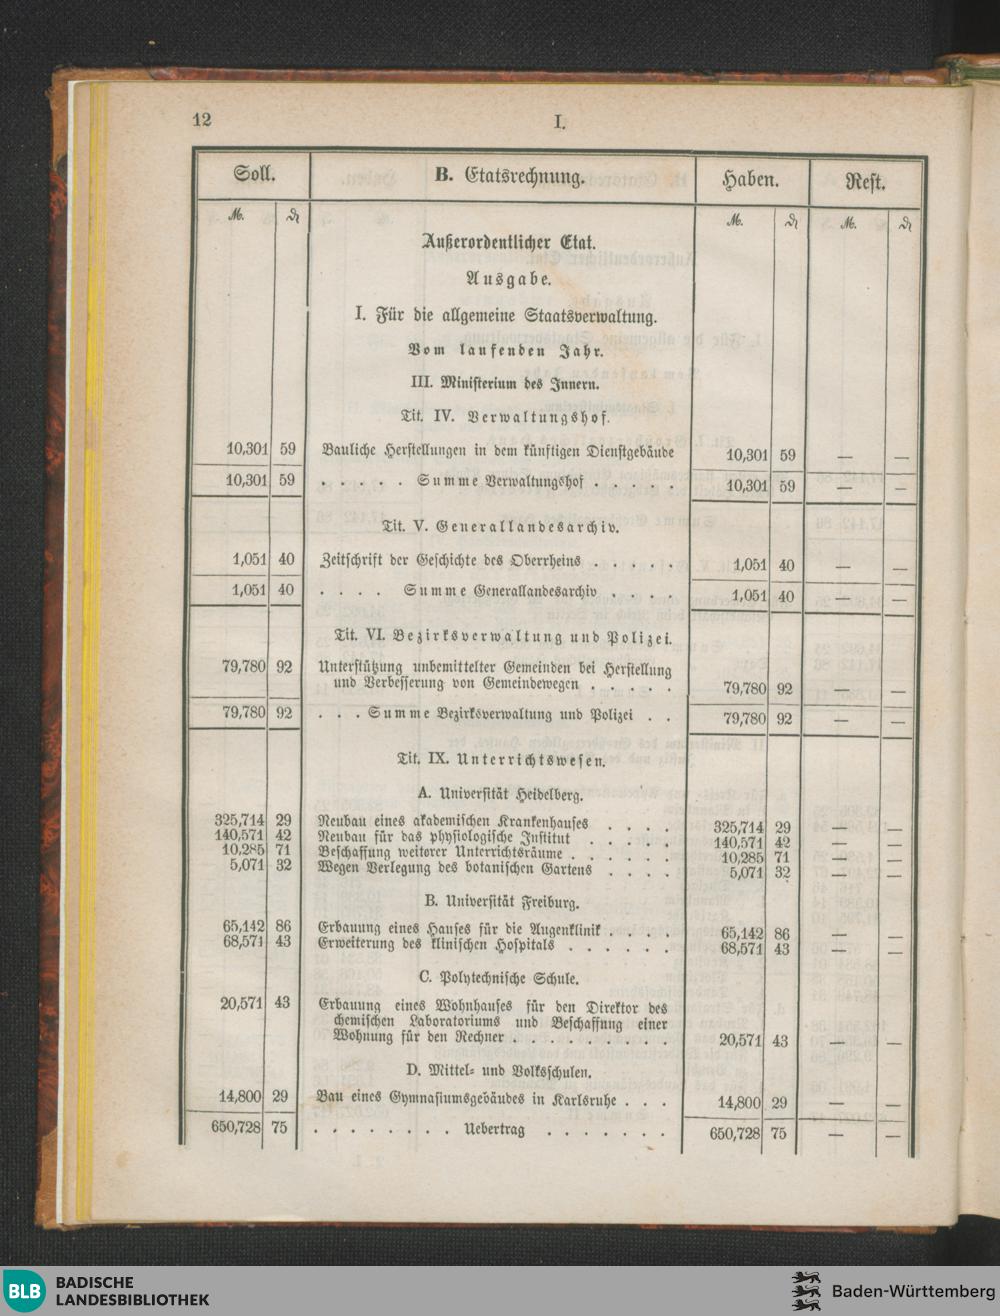 12
I.
Soll. B. Etatsrechnung. Haben. Rest.
M. ₰ M. ₰ M. ₰
Außerordentlicher Etat.
Ausgabe.
I. Für die allgemeine Staatsverwaltung.
Vom laufenden Jahr.
III. Ministerium des Innern.
Tit. IV. Verwaltungshof.
10,301 59 Bauliche Herstellungen in dem künftigen Dienstgebäude 10,301 59 — —
10,301 59 . . . . . Summe Verwaltungshof . . . . . 10,301 59 — —
Tit. V. Generallandesarchiv.
1,051 40 Zeitschrift der Geschichte des Oberrheins . . . . . 1,051 40 — —
1,051 40 . . . . Summe Generallandesarchiv . . . . 1,051 40 — —
Tit. VI. Bezirksverwaltung und Polizei.
79,780 92 Unterstützung unbemittelter Gemeinden bei Herstellung
und Verbesserung von Gemeindewegen . . . . . 79,780 92 — —
79,780 92 . . . Summe Bezirksverwaltung und Polizei . . 79,780 92 — —
Tit. IX. Unterrichtswesen.
A. Universität Heidelberg.
325,714 29 Neubau eines akademischen Krankenhauses . . . . 325,714 29 — —
140,571 42 Neubau für das physiologische Institut . . . . . 140,571 42 — —
10,285 71 Beschaffung weiterer Unterrichtsräume . . . . . . 10,285 71 — —
5,071 32 Wegen Verlegung des botanischen Gartens . . . . 5,071 32 — —
B. Universität Freiburg.
65,142 86 Erbauung eines Hauses für die Augenklinik . . . . 65,142 86 — —
68,571 43 Erweiterung des klinischen Hospitals . . . . . . 68,571 43 — —
C. Polytechnische Schule.
20,571 43 Erbauung eines Wohnhauses für den Direktor des
chemischen Laboratoriums und Beschaffung einer
Wohnung für den Rechner . . . . . . . . . 20,571 43 — —
D. Mittel- und Volksschulen.
14,800 29 Bau eines Gymnasiumsgebäudes in Karlsruhe . . . 14,800 29 — —
650,728 75 . . . . . . . . Uebertrag . . . . . . . 650,728 75 — —
BLB BADISCHE
LANDESBIBLIOTHEK
Baden-Württemberg